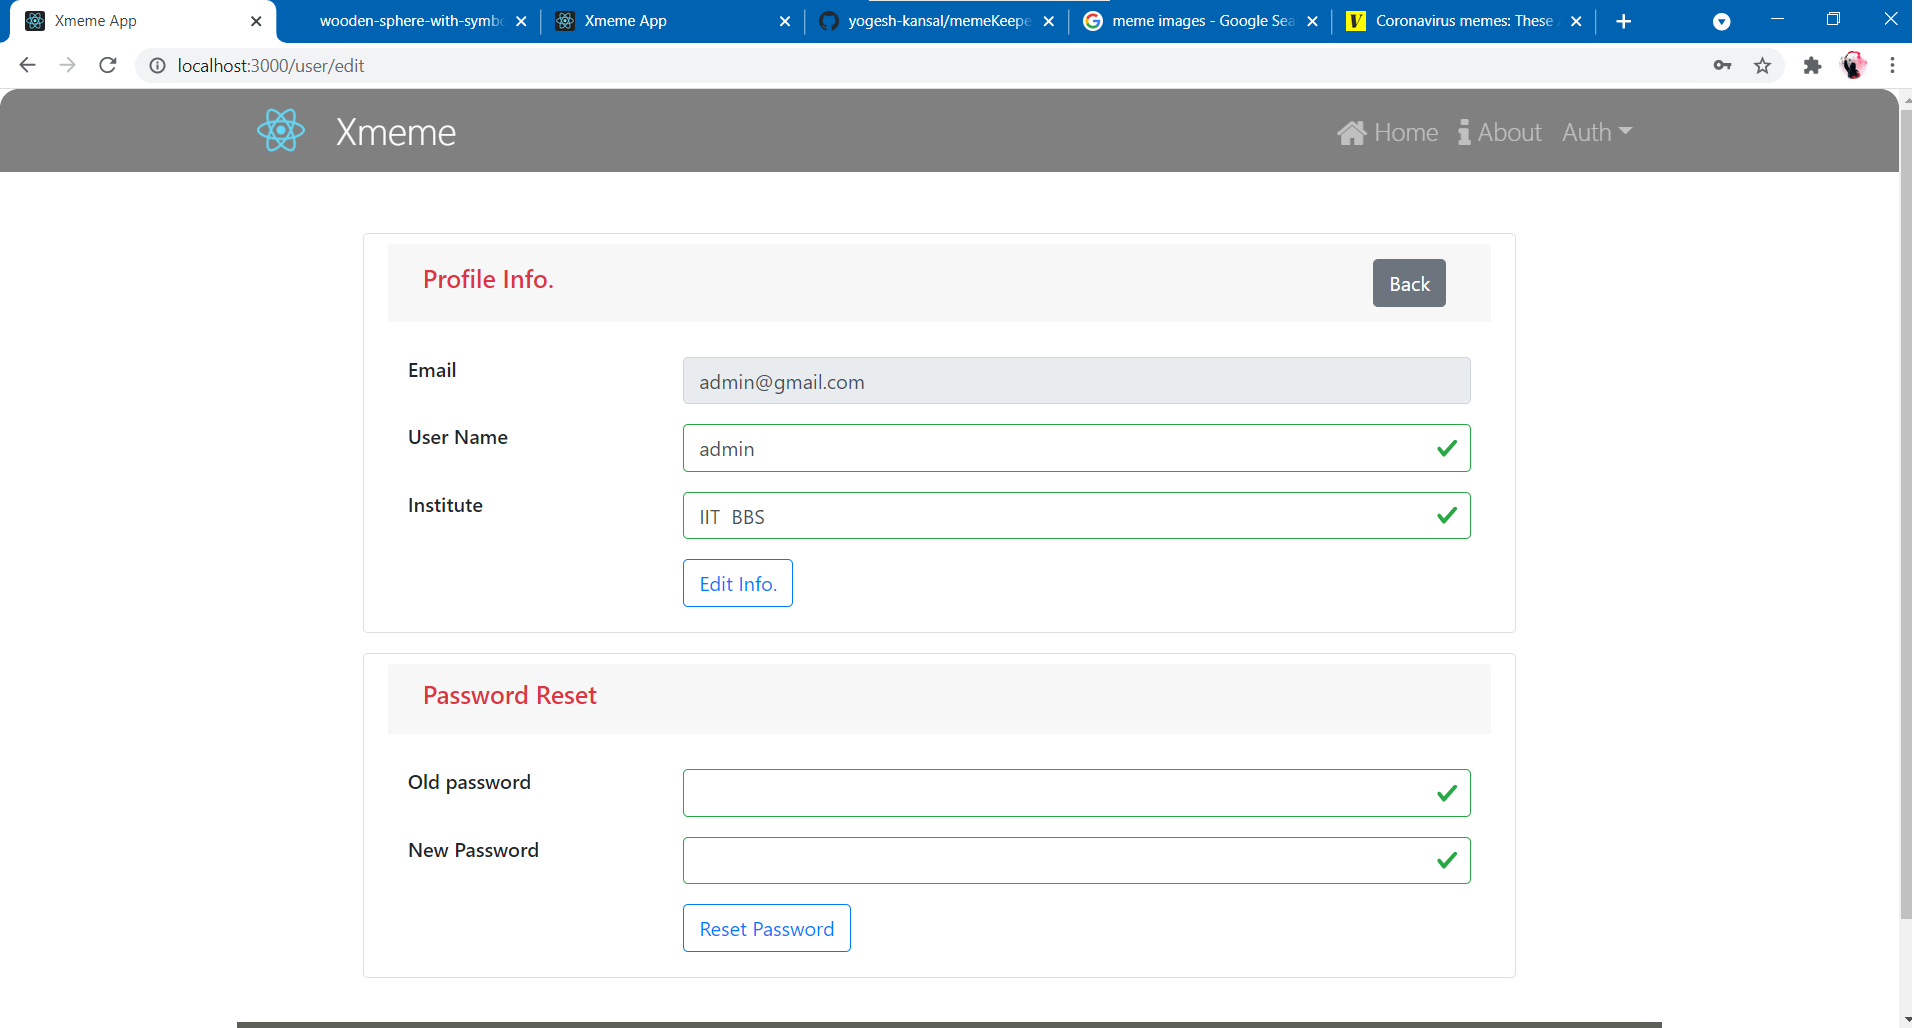 Xmeme App
wooden-sphere-with-symb
Xmeme App
yogesh-kansal/memeKeepe
meme images - Google Sea
Coronavirus memes: These
localhost:3000/user/edit
Xmeme
Home
About
Auth
Profile Info.
Back
Email
admin@gmail.com
User Name
admin
Institute
IIT  BBS
Edit Info.
Password Reset
Old password
New Password
Reset Password